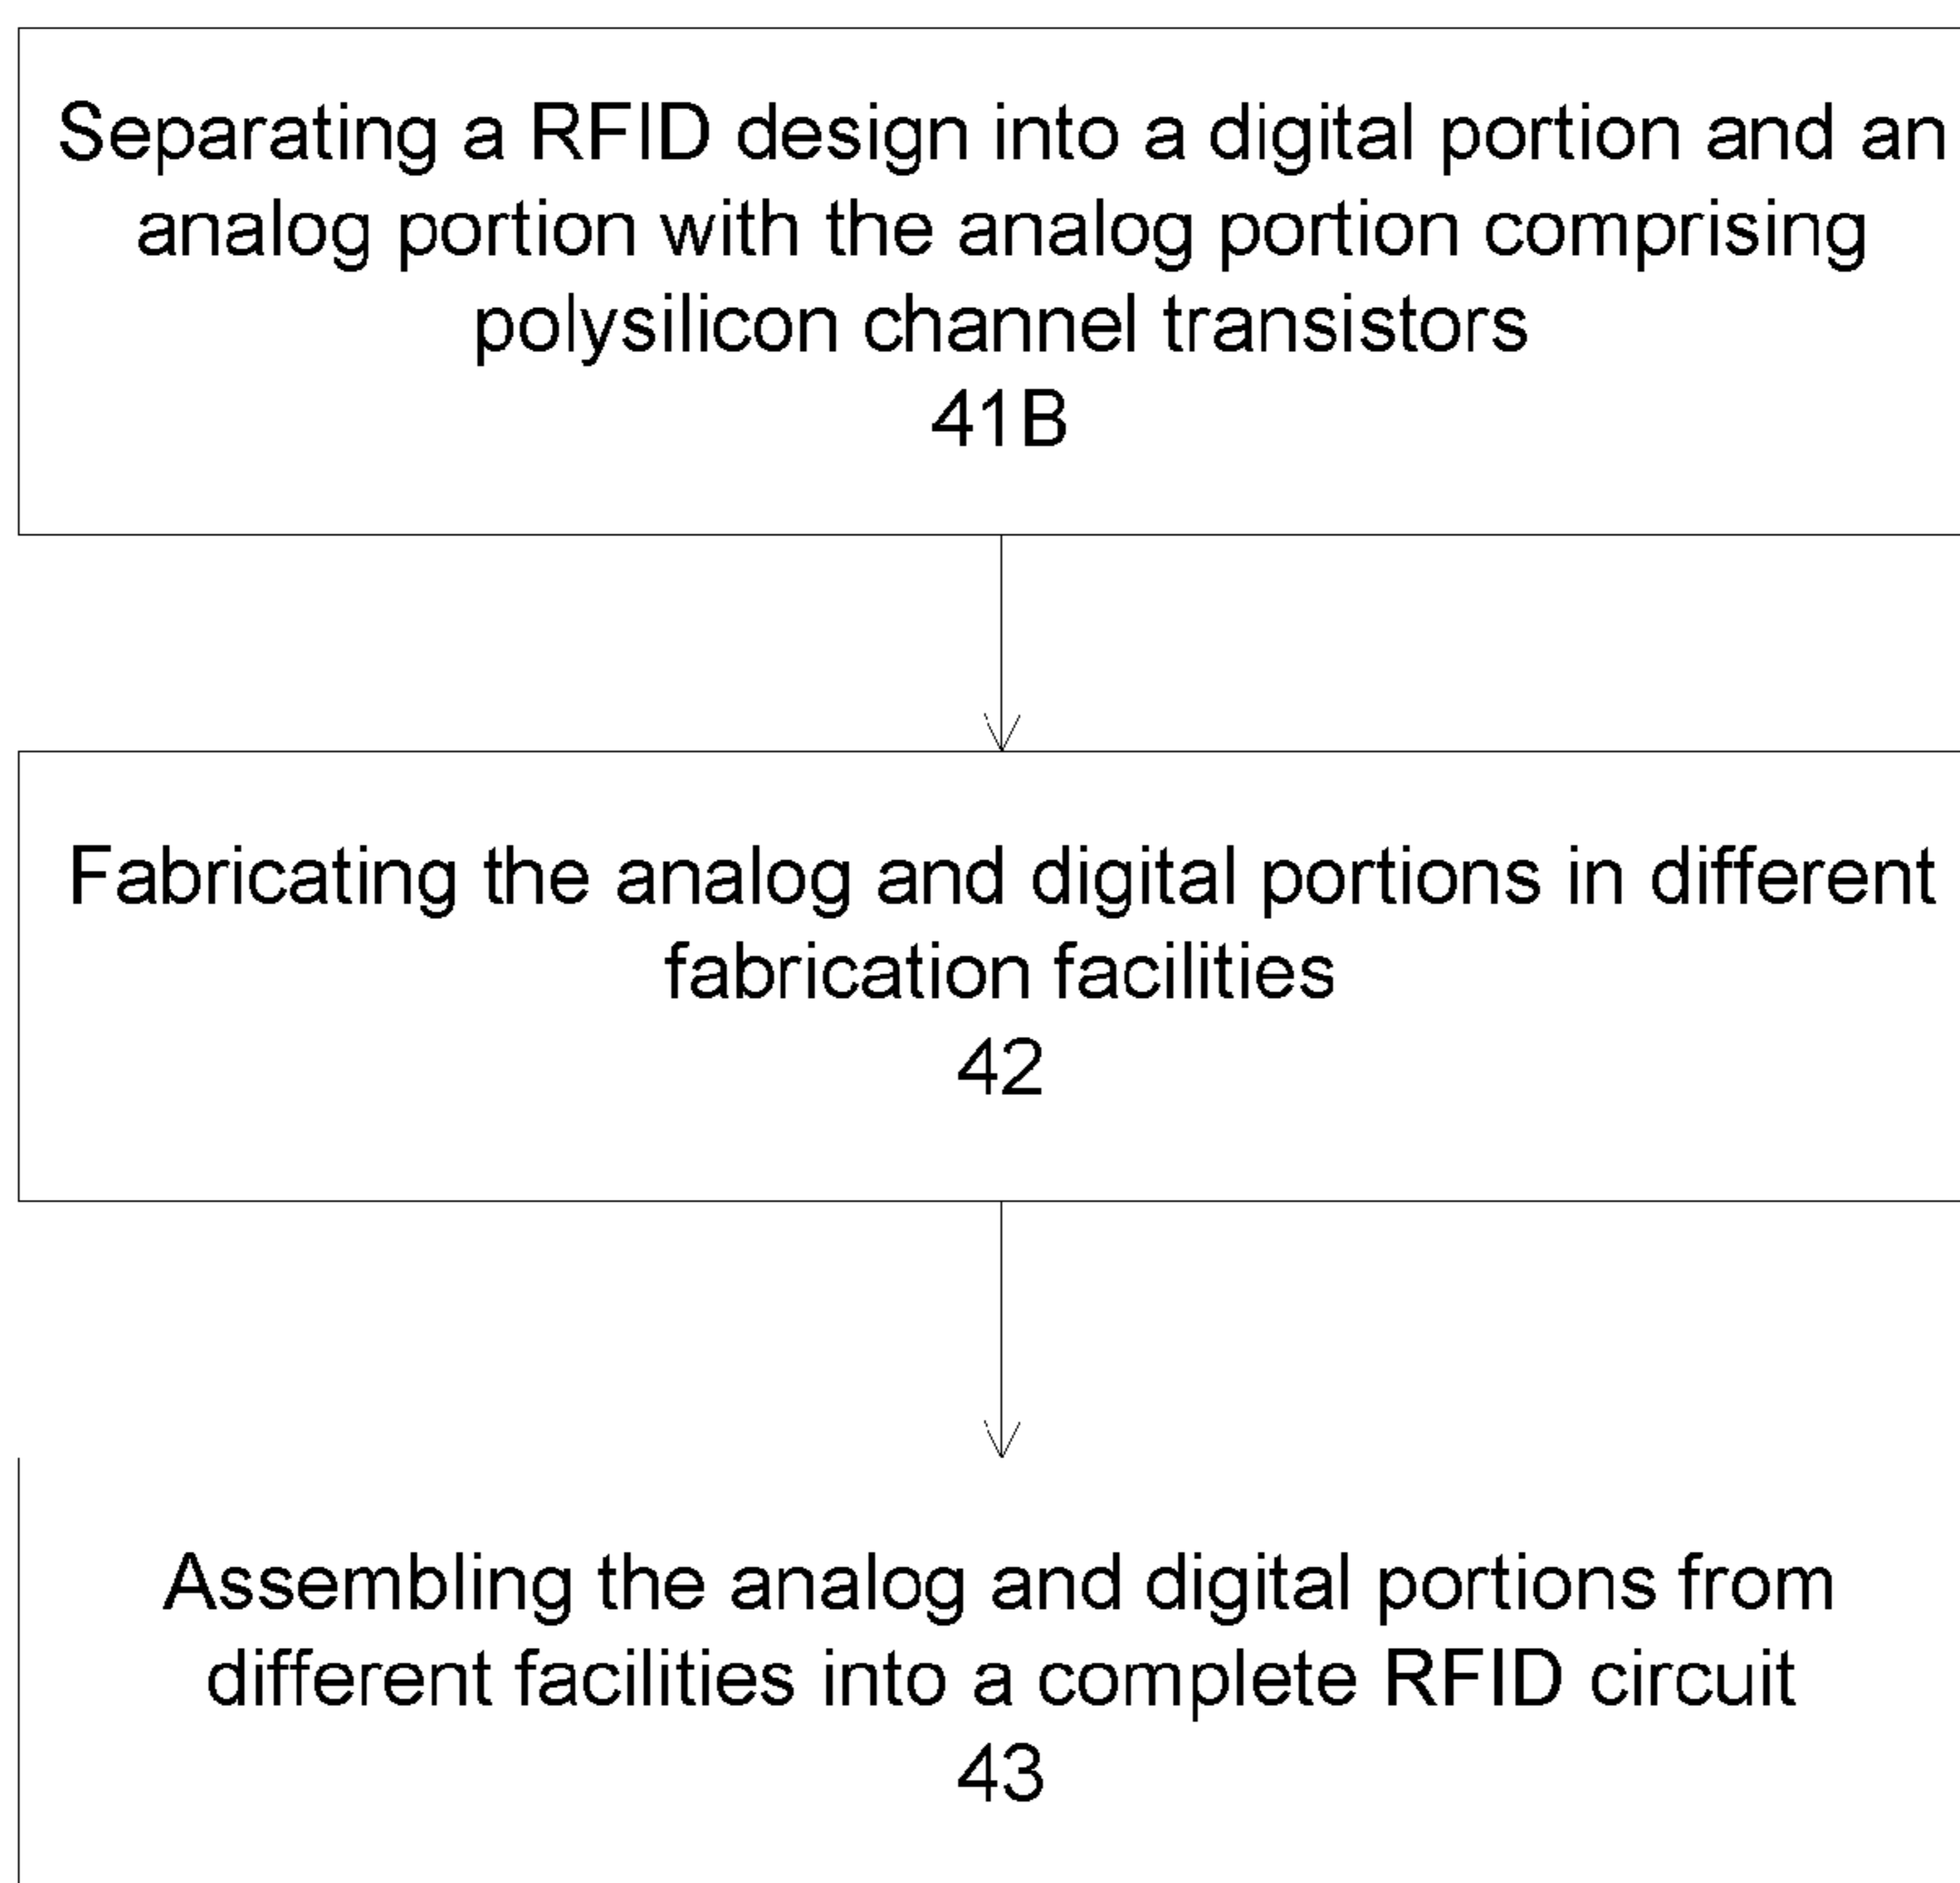 Separating a RFID design into a digital portion and an
analog portion with the analog portion comprising
polysilicon channel transistors
41B
Fabricating the analog and digital portions in different
fabrication facilities
42
Assembling the analog and digital portions from
different facilities into a complete RFID circuit
43